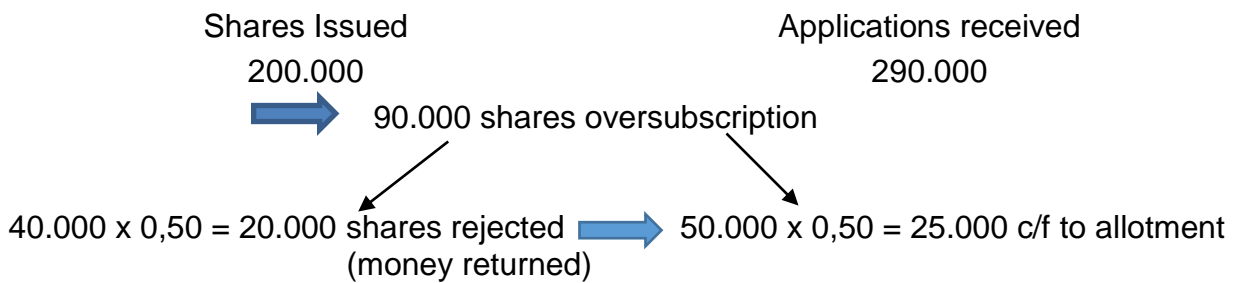 Shares Issued Applications received
200.000 290.000
90.000 shares oversubscription
40.000 x 0,50 = 20.000 shares rejected 50.000 x 0,50 = 25.000 c/f to allotment
(money returned)